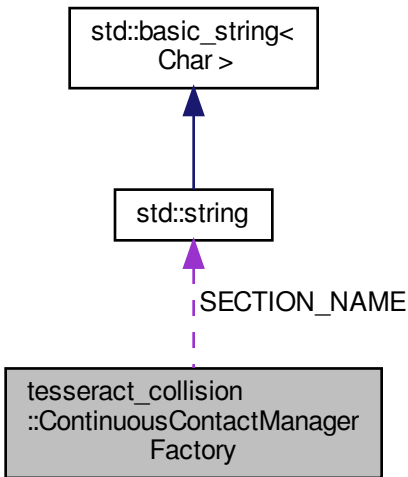 std::basic_string<
Char >
std::string
SECTION_NAME
tesseract_collision
::ContinuousContactManager
Factory